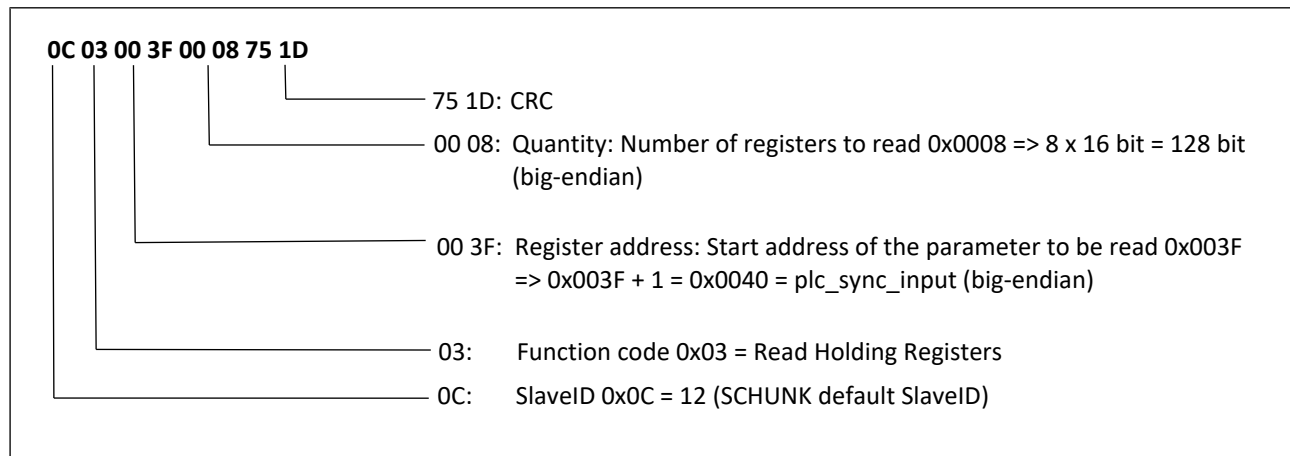 0C 03 00 3F 00 08 75 1D
75 1D: CRC
00 08: Quantity: Number of registers to read 0x0008 => 8 x 16 bit = 128 bit
(big-endian)
00 3F: Register address: Start address of the parameter to be read 0x003F
=> 0x003F + 1 = 0x0040 = plc_sync_input (big-endian)
03: Function code 0x03 = Read Holding Registers
0C: SlaveID 0x0C = 12 (SCHUNK default SlaveID)